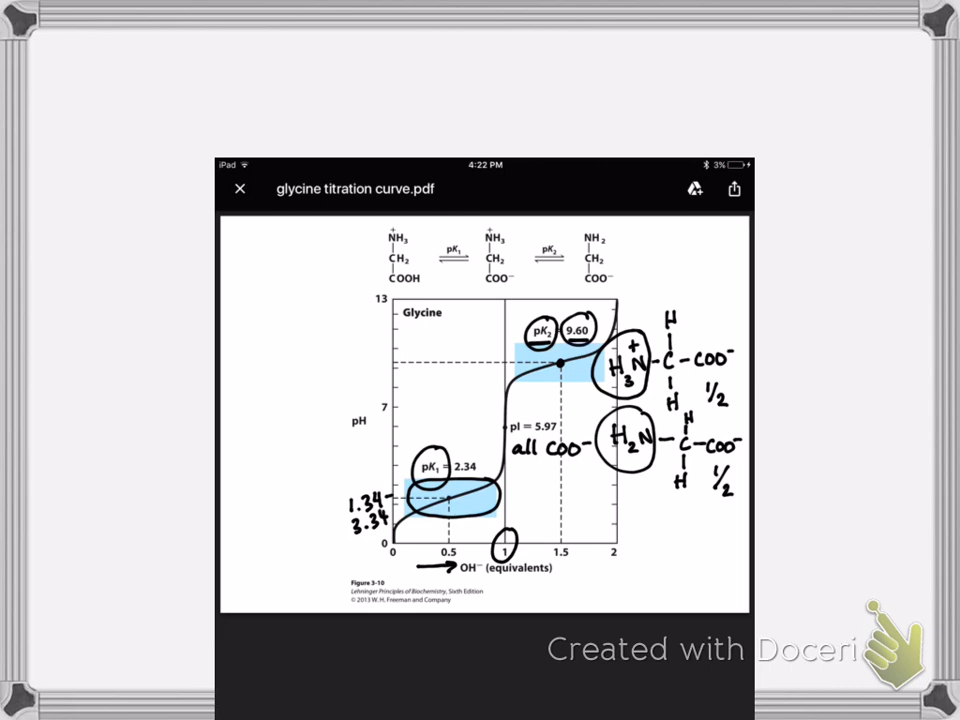 iPad 4:22 PM 3%
glycine titration curve.pdf
+ + 
NH3 NH3 NH2
CH2 pK1 CH2 pK2 CH2
COOH COO− COO−
13
Glycine
pK2 9.60
H
H3N+ – C – COO−
H 1/2
7
pH
pI = 5.97
all COO−
H
H2N – C – COO−
H 1/2
pK1 = 2.34
1.34
3.34
0
0 0.5 1 1.5 2
OH− (equivalents)
Figure 3-10
Lehninger Principles of Biochemistry, Sixth Edition
© 2013 W. H. Freeman and Company
Created with Doceri